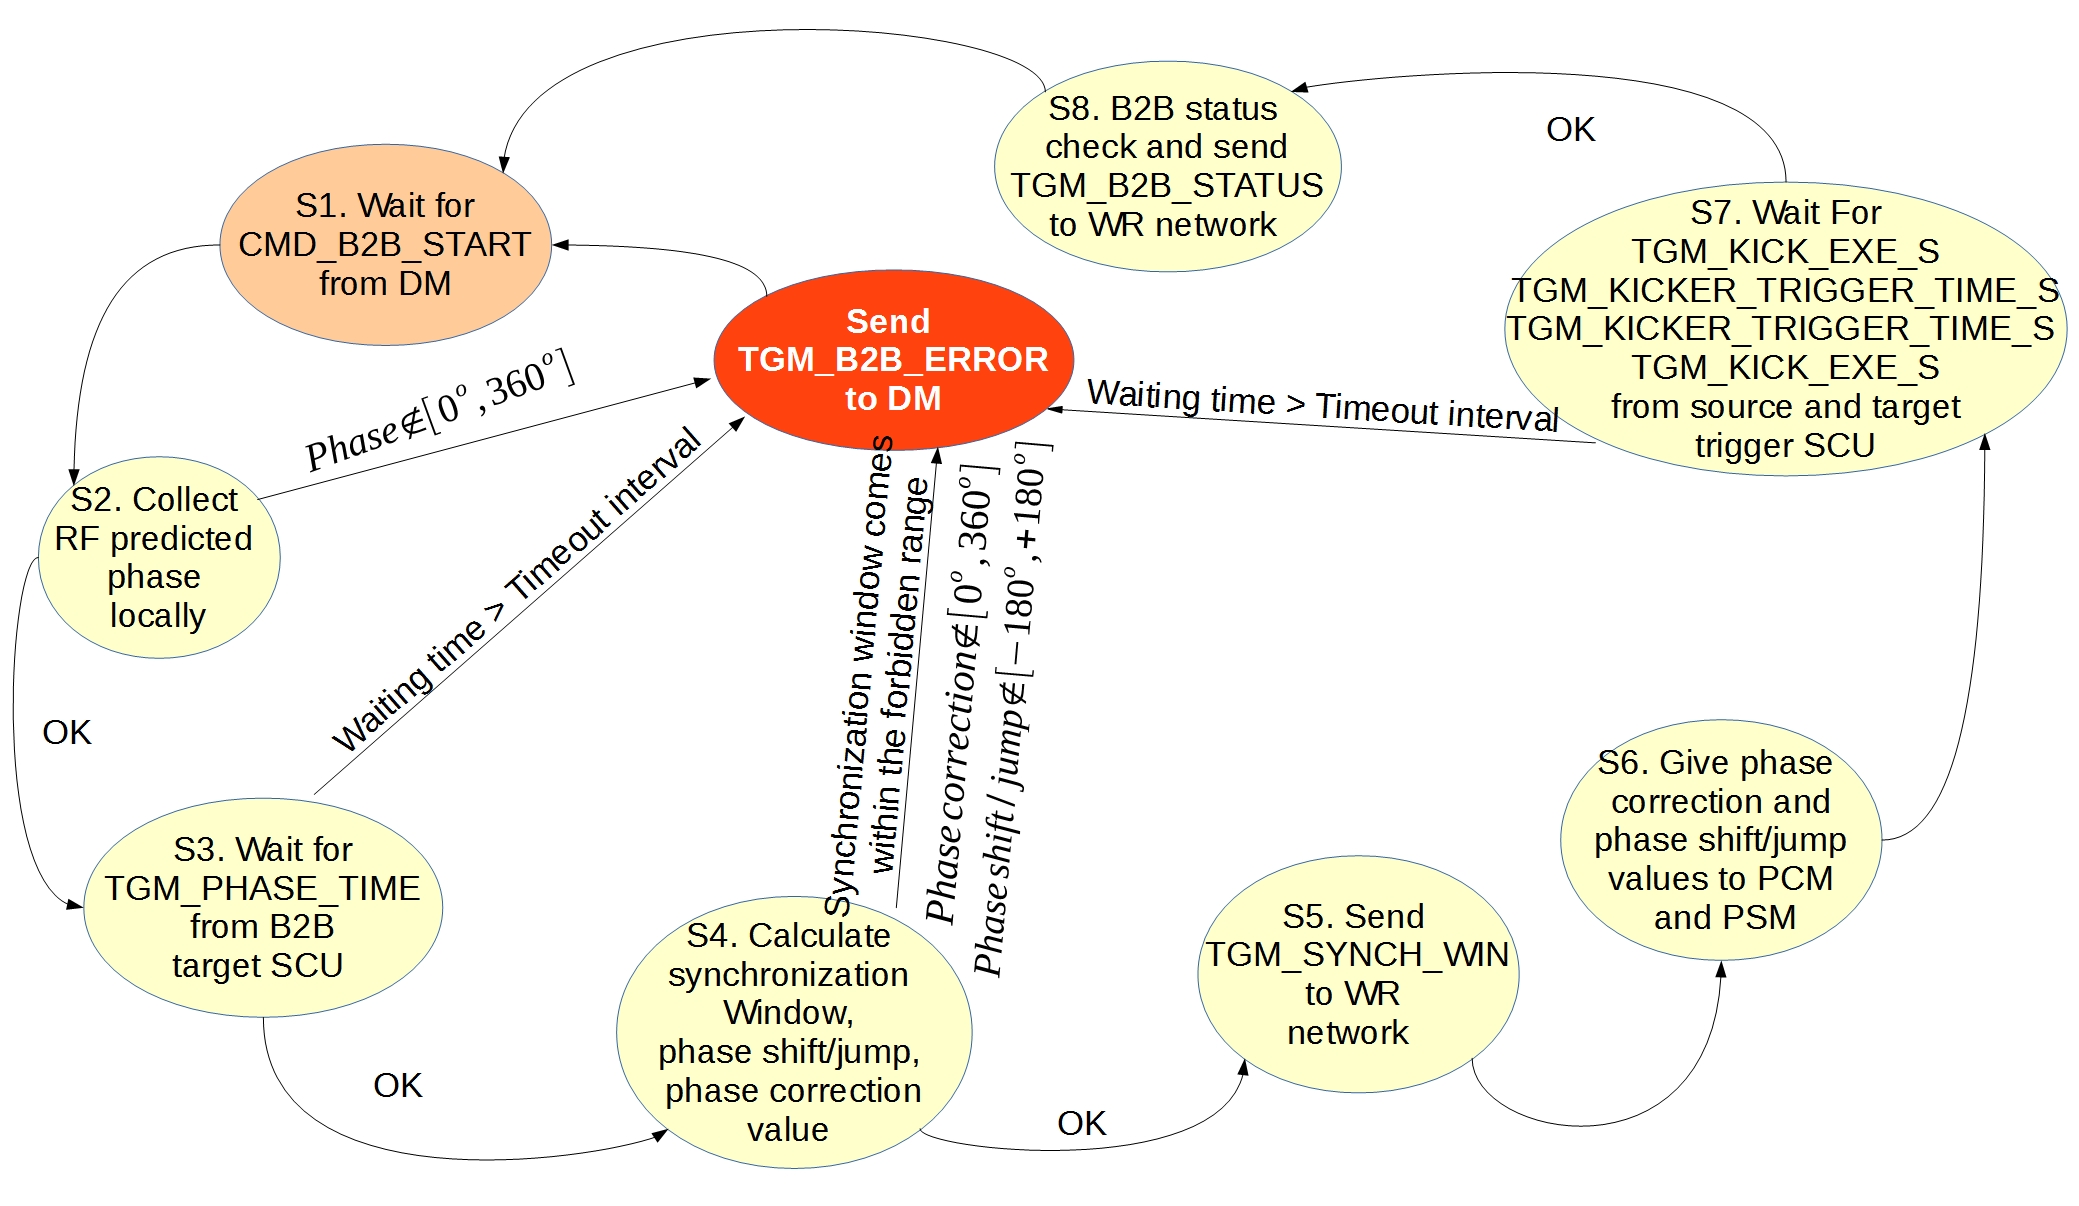 S1. Wait for
CMD_B2B_START
from DM
S8. B2B status
check and send
TGM_B2B_STATUS
to WR network
OK
S7. Wait For
TGM_KICK_EXE_S
TGM_KICKER_TRIGGER_TIME_S
TGM_KICKER_TRIGGER_TIME_S
TGM_KICK_EXE_S
from source and target
trigger SCU
Send
TGM_B2B_ERROR
to DM
Phase∉[0°,360°]
Waiting time > Timeout interval
Waiting time > Timeout interval
Synchronization window comes
within the forbidden range
Phase correction∉[0°,360°]
Phase shift/jump∉[−180°,+180°]
S2. Collect
RF predicted
phase
locally
OK
S3. Wait for
TGM_PHASE_TIME
from B2B
target SCU
OK
S4. Calculate
synchronization
Window,
phase shift/jump,
phase correction
value
OK
S5. Send
TGM_SYNCH_WIN
to WR
network
S6. Give phase
correction and
phase shift/jump
values to PCM
and PSM